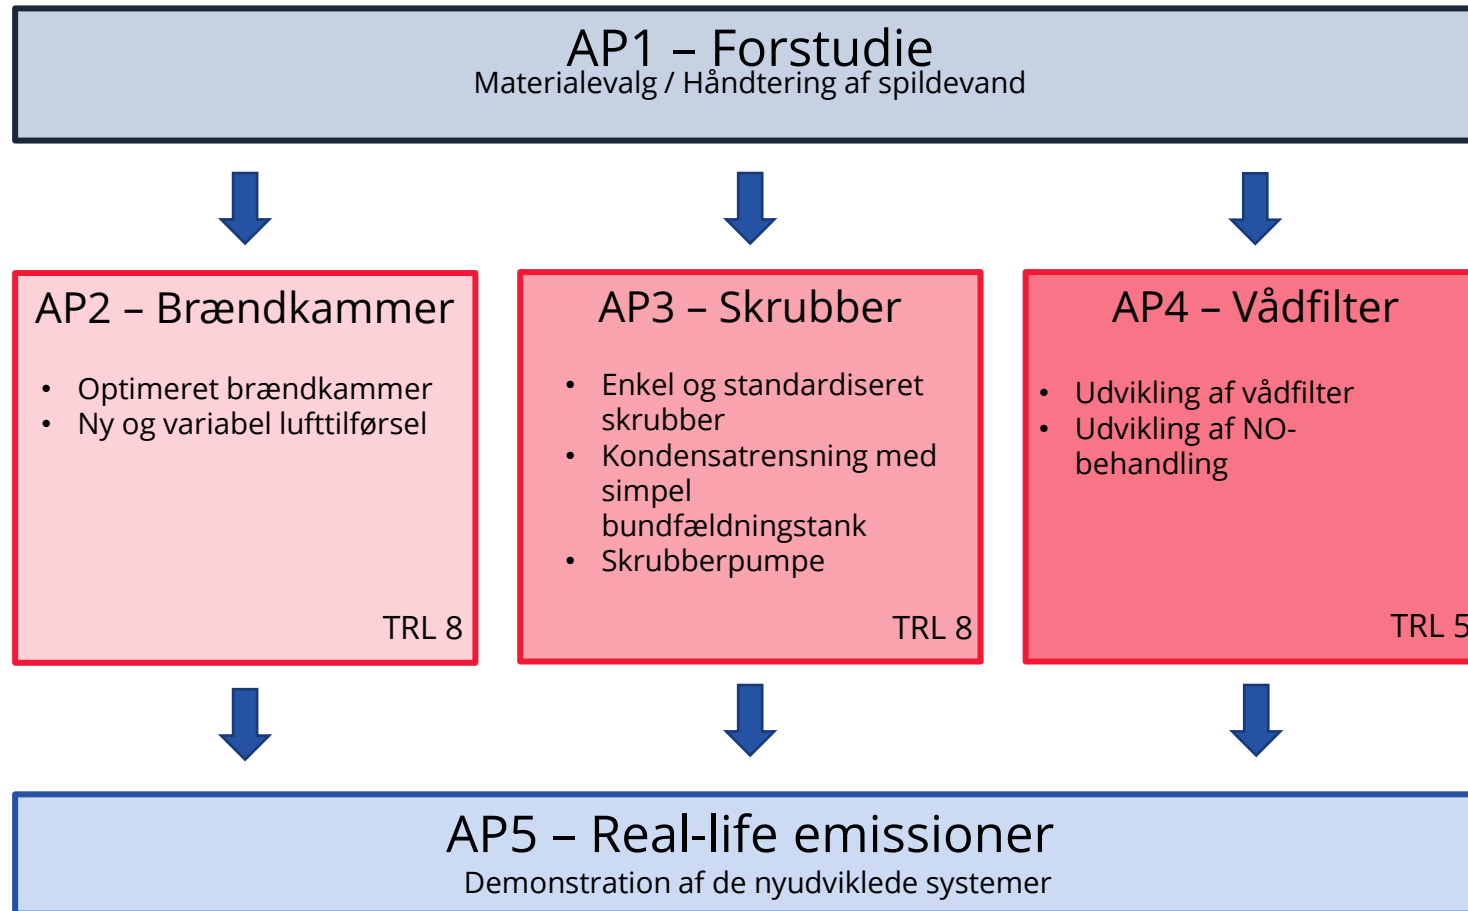 AP1 – Forstudie
Materialevalg / Håndtering af spildevand
AP2 – Brændkammer
• Optimeret brændkammer
• Ny og variabel lufttilførsel
TRL 8
AP3 – Skrubber
• Enkel og standardiseret
skrubber
• Kondensatrensning med
simpel
bundfældningstank
• Skrubberpumpe
TRL 8
AP4 – Vådfilter
• Udvikling af vådfilter
• Udvikling af NO-
behandling
TRL 5
AP5 – Real-life emissioner
Demonstration af de nyudviklede systemer